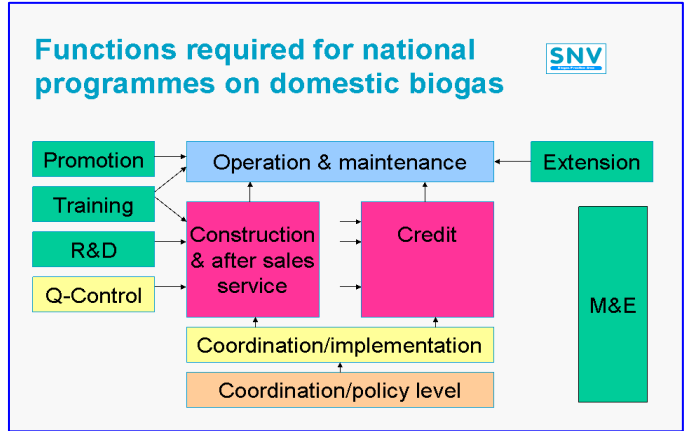 Functions required for national
programmes on domestic biogas
SNV
Promotion
Operation & maintenance
Extension
Training
Construction
& after sales
service
Credit
R&D
Q-Control
M&E
Coordination/implementation
Coordination/policy level